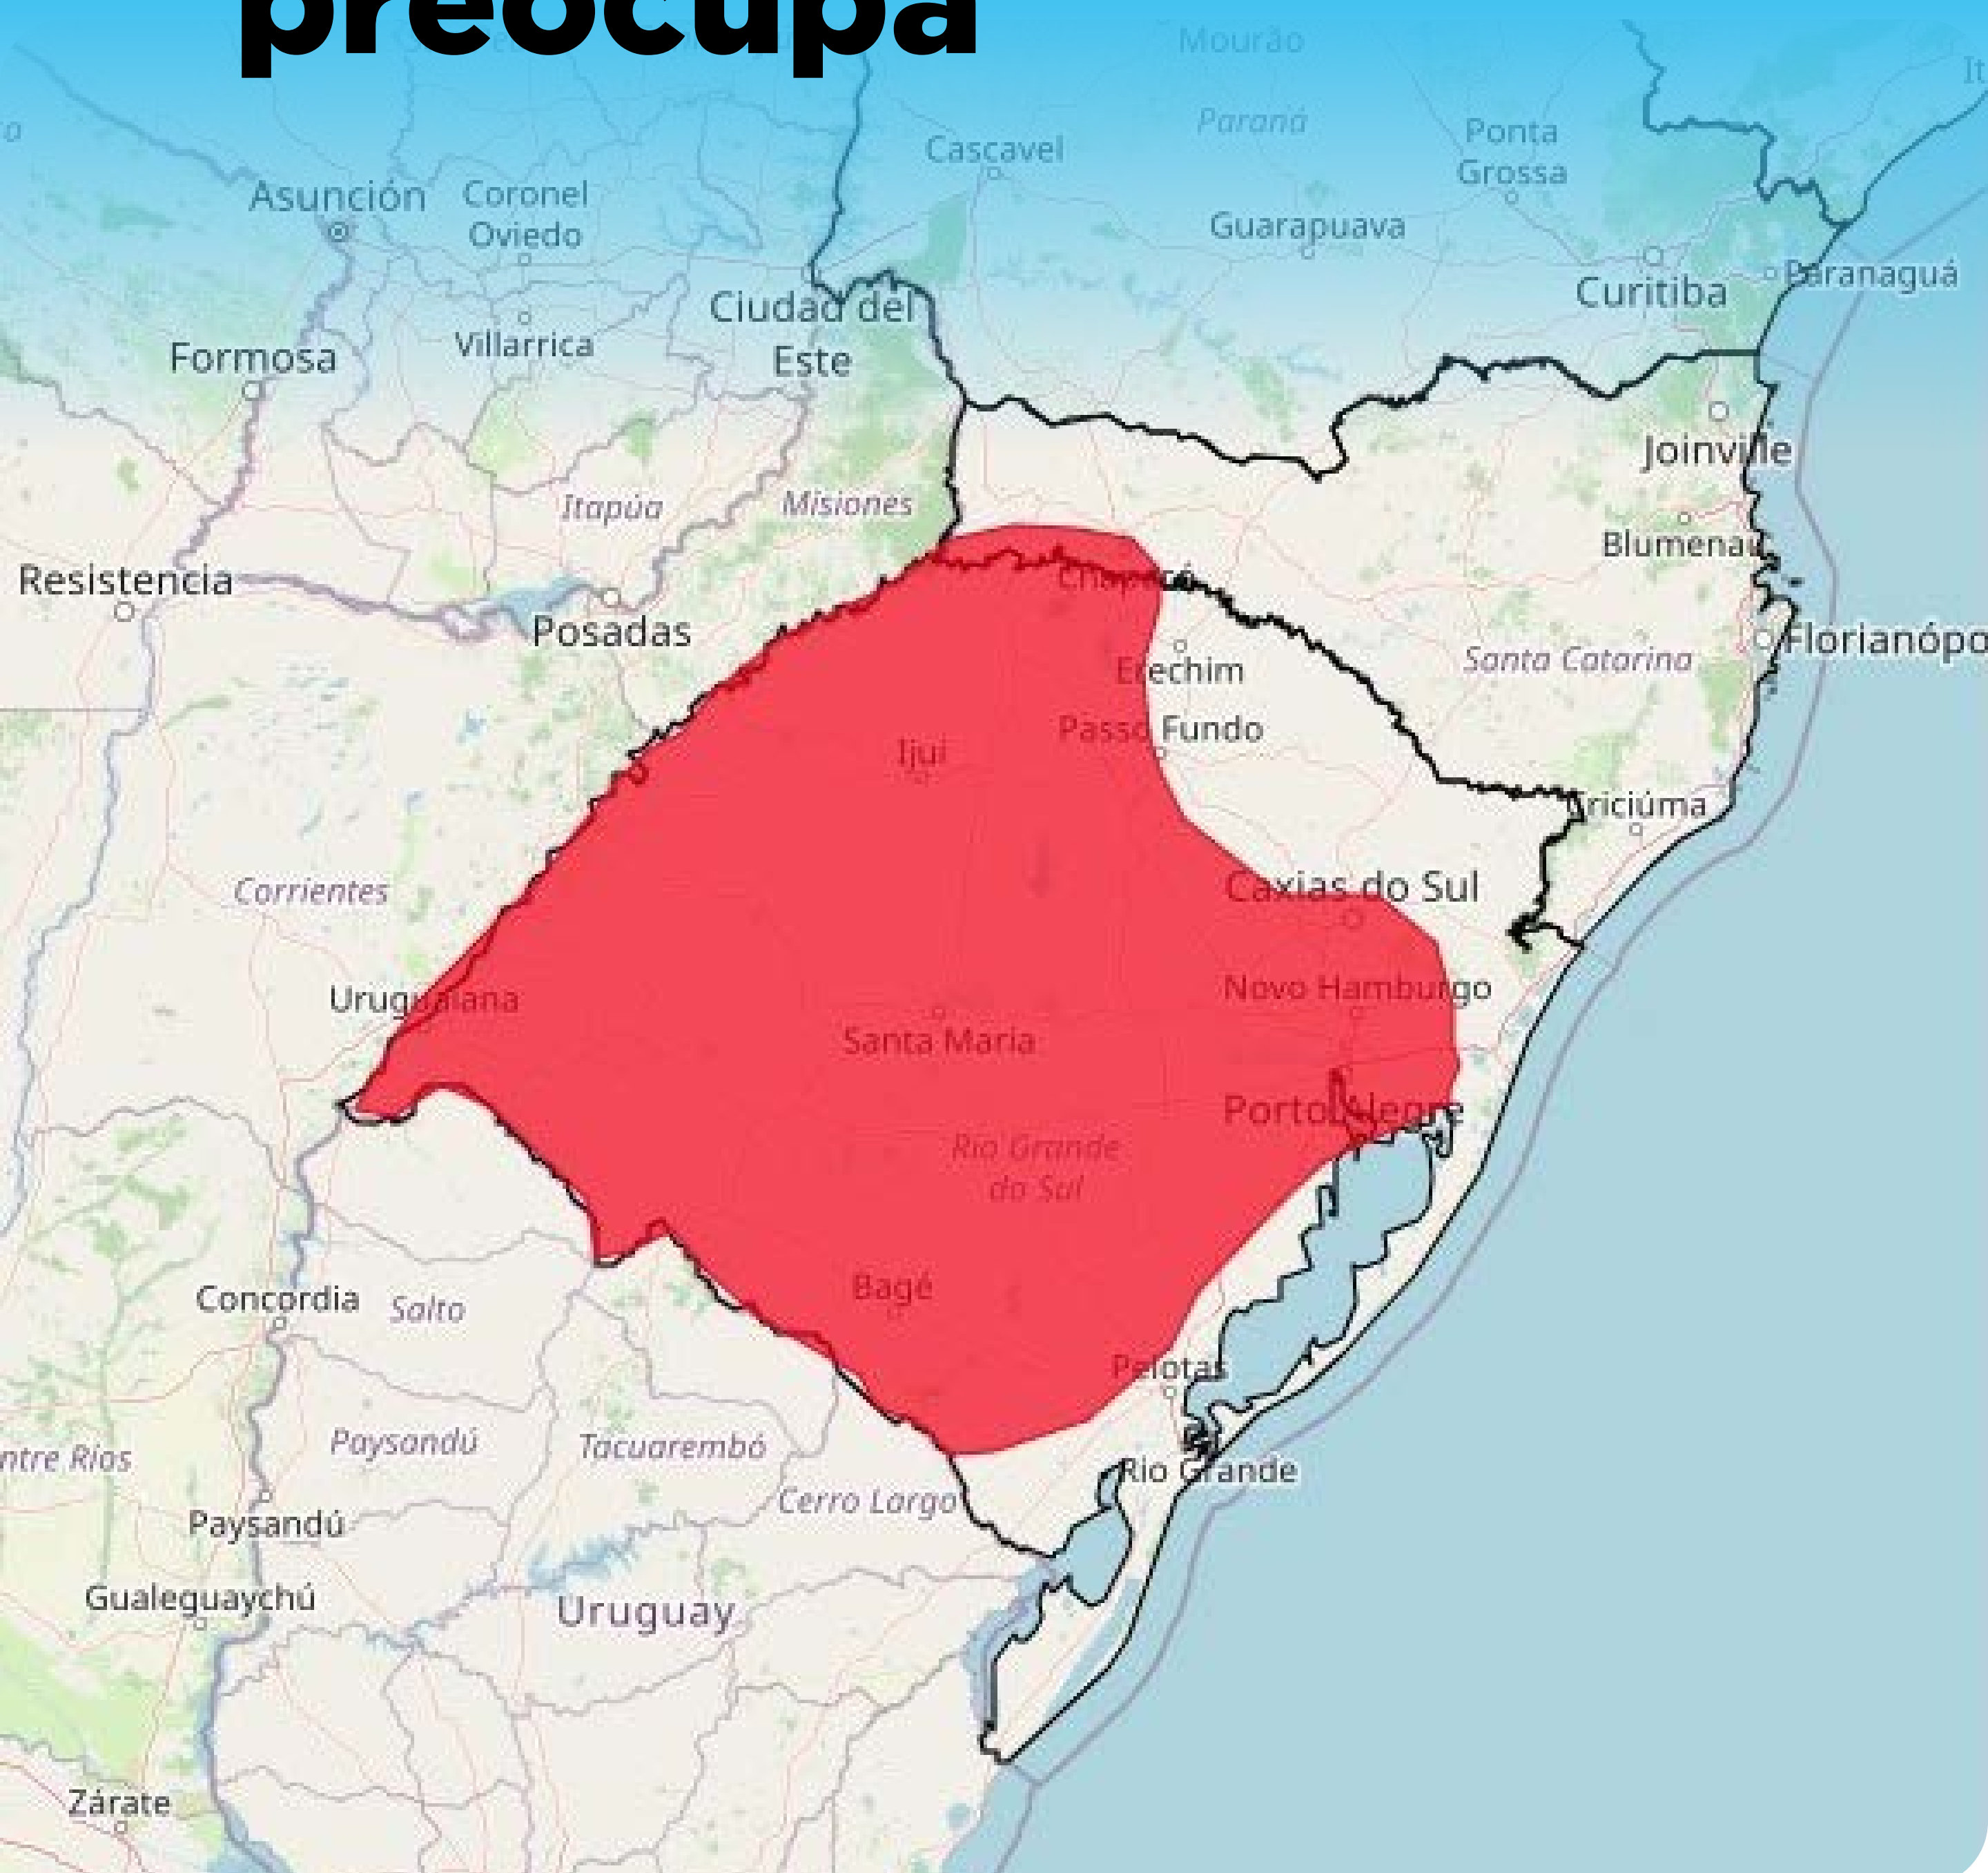 preocupa
Mourão
Paraná
Ponta
Grossa
Cascavel
Asunción
Coronel
Oviedo
Guarapuava
Curitiba
Paranaguá
Ciudad del
Este
Villarrica
Formosa
Joinville
Itapúa
Misiones
Blumenau
Resistencia
Chapecó
Posadas
Florianópo
Santa Catarina
Erechim
Passo Fundo
Ijuí
Criciúma
Corrientes
Caxias do Sul
Uruguaiana
Novo Hamburgo
Santa Maria
Porto Alegre
Rio Grande
do Sul
Bagé
Concordia
Salto
Pelotas
Paysandú
Tacuarembó
ntre Ríos
Rio Grande
Cerro Largo
Paysandú
Gualeguaychú
Uruguay
Zárate